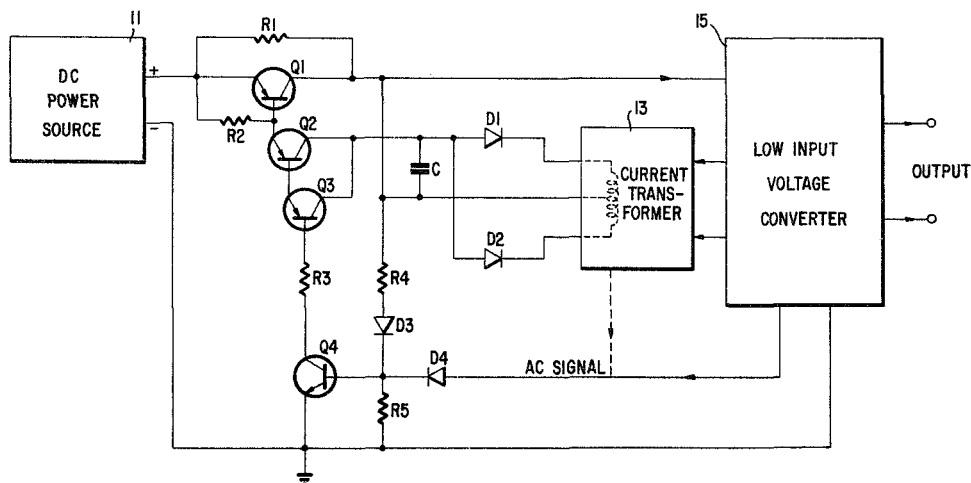 11
R1
15
DC
POWER
SOURCE
+
−
Q1
R2
Q2
Q3
C
D1
D2
13
CURRENT
TRANS-
FORMER
LOW INPUT
VOLTAGE
CONVERTER
OUTPUT
R3
R4
D3
Q4
D4
AC SIGNAL
R5